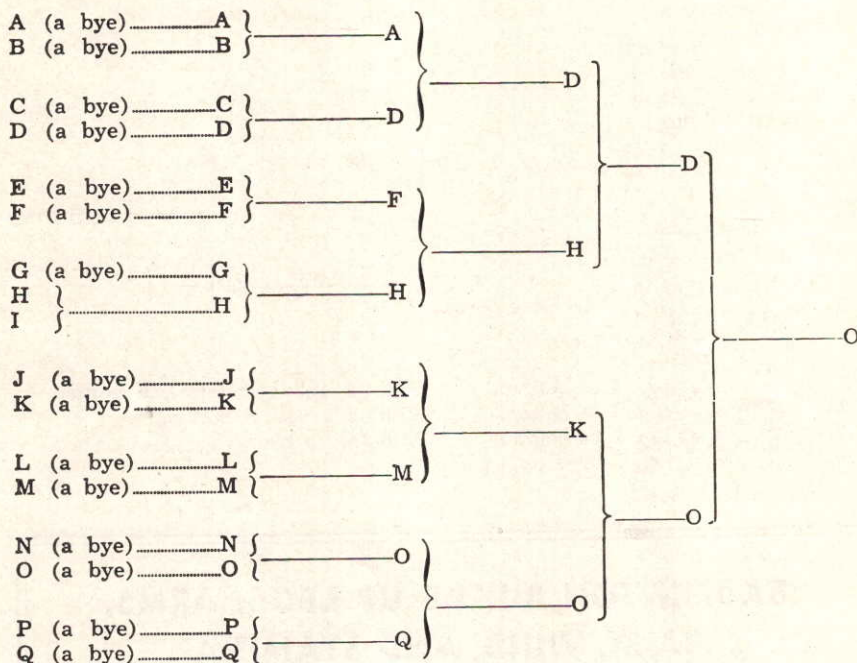 A (a bye) A
B (a bye) B
A
C (a bye) C
D (a bye) D
D
D
E (a bye) E
F (a bye) F
F
G (a bye) G
H
I
H
H
H
D
J (a bye) J
K (a bye) K
K
L (a bye) L
M (a bye) M
M
K
N (a bye) N
O (a bye) O
O
P (a bye) P
Q (a bye) Q
Q
O
O
O